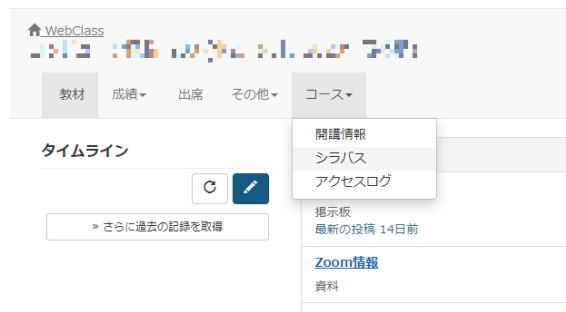 WebClass
教材 成績 出席 その他 コース
開講情報
シラバス
アクセスログ
タイムライン
» さらに過去の記録を取得
掲示板
最新の投稿 14日前
Zoom情報
資料